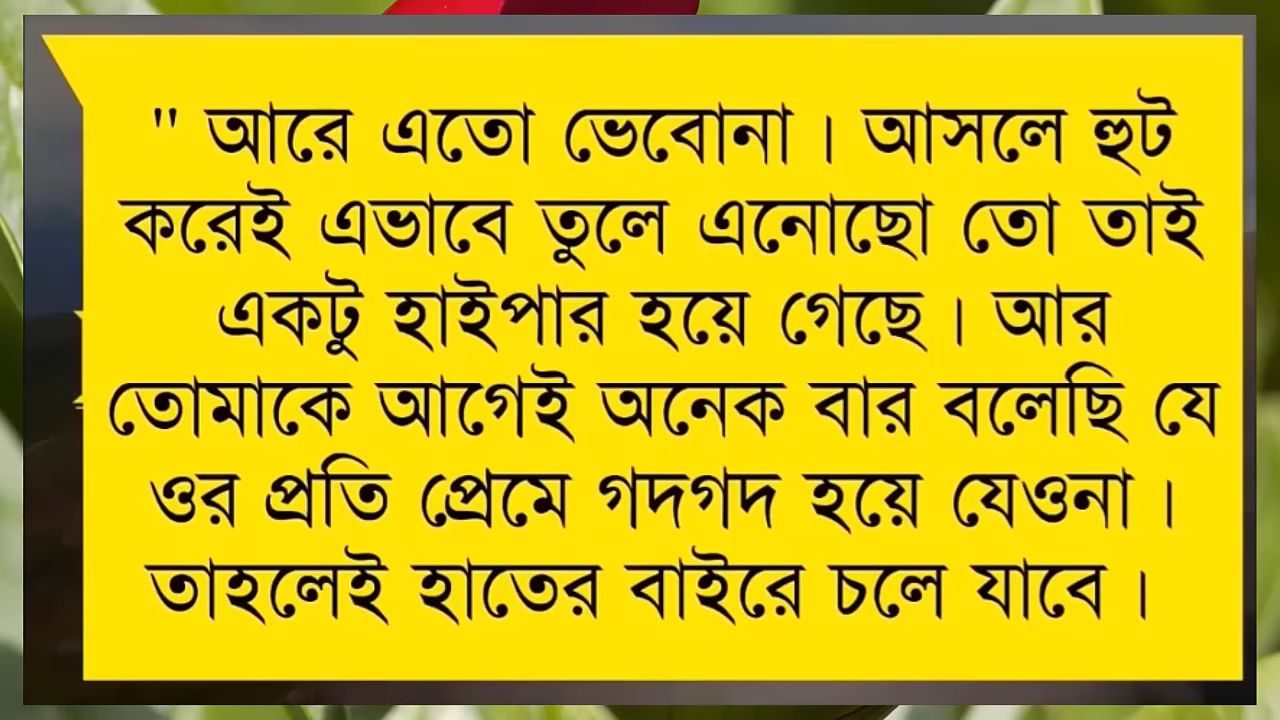 " আরে এতো ভেবোনা । আসলে হুট
করেই এভাবে তুলে এনোছো তো তাই
একটু হাইপার হয়ে গেছে । আর
তোমাকে আগেই অনেক বার বলেছি যে
ওর প্রতি প্রেমে গদগদ হয়ে যেওনা ।
তাহলেই হাতের বাইরে চলে যাবে ।